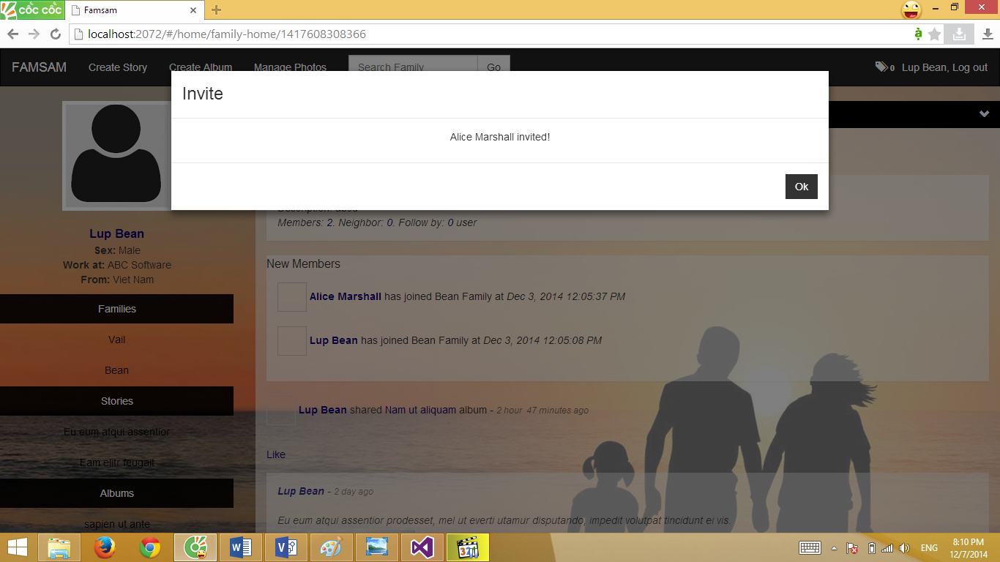 cốc cốc
Famsam
localhost:2072/#/home/family-home/1417608308366
FAMSAM Create Story Create Album Manage Photos Search Family Go 0 Lup Bean, Log out
Invite
Alice Marshall invited!
Ok
Description: abcd
Members: 2. Neighbor: 0. Follow by: 0 user
Lup Bean
Sex: Male
Work at: ABC Software
From: Viet Nam
Families
Vail
Bean
Stories
Eu eum atqui assentior
Eam elitr feugait
Albums
sapien ut ante
New Members
Alice Marshall has joined Bean Family at Dec 3, 2014 12:05:37 PM
Lup Bean has joined Bean Family at Dec 3, 2014 12:05:08 PM
Lup Bean shared Nam ut aliquam album - 2 hour 47 minutes ago
Like
Lup Bean - 2 day ago
Eu eum atqui assentior prodesset, mel ut everti utamur disputando, impedit volutpat tincidunt ei vis.
321
ENG
8:10 PM
12/7/2014